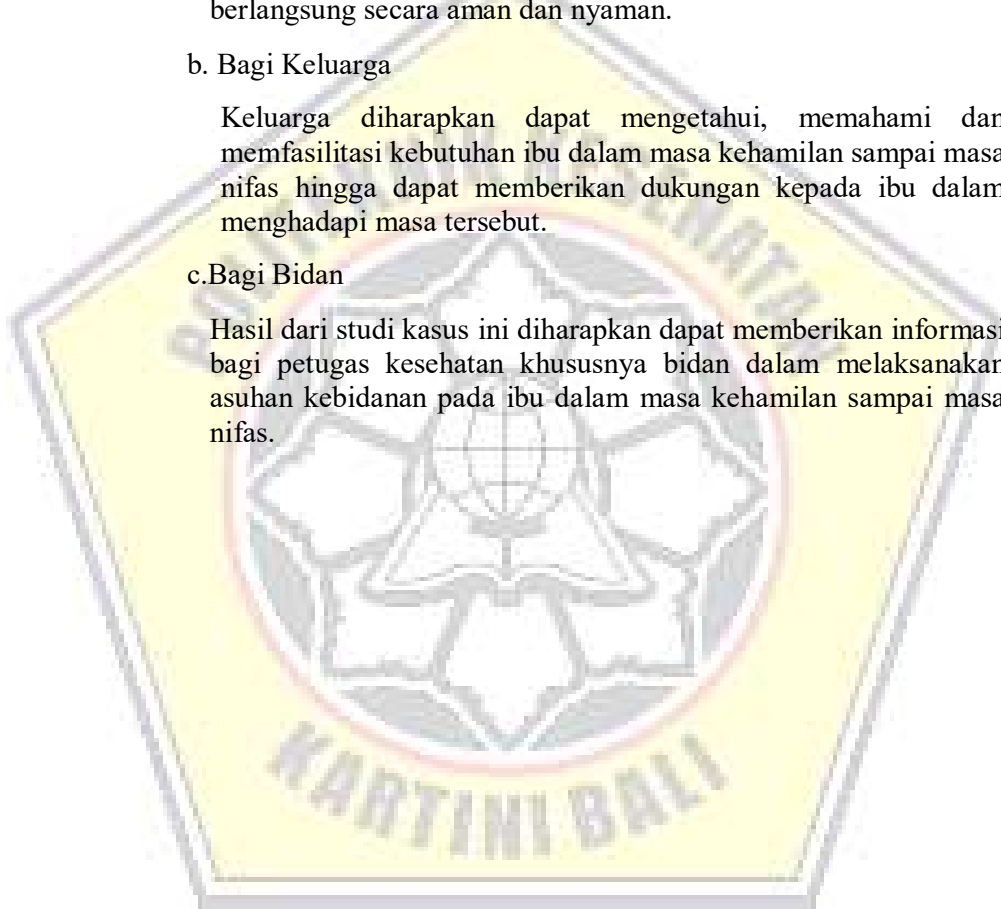 berlangsung secara aman dan nyaman.
b. Bagi Keluarga
Keluarga diharapkan dapat mengetahui, memahami dan
memfasilitasi kebutuhan ibu dalam masa kehamilan sampai masa
nifas hingga dapat memberikan dukungan kepada ibu dalam
menghadapi masa tersebut.
c.Bagi Bidan
Hasil dari studi kasus ini diharapkan dapat memberikan informasi
bagi petugas kesehatan khususnya bidan dalam melaksanakan
asuhan kebidanan pada ibu dalam masa kehamilan sampai masa
nifas.
POLITEKNIK KESEHATAN
KARTINI BALI